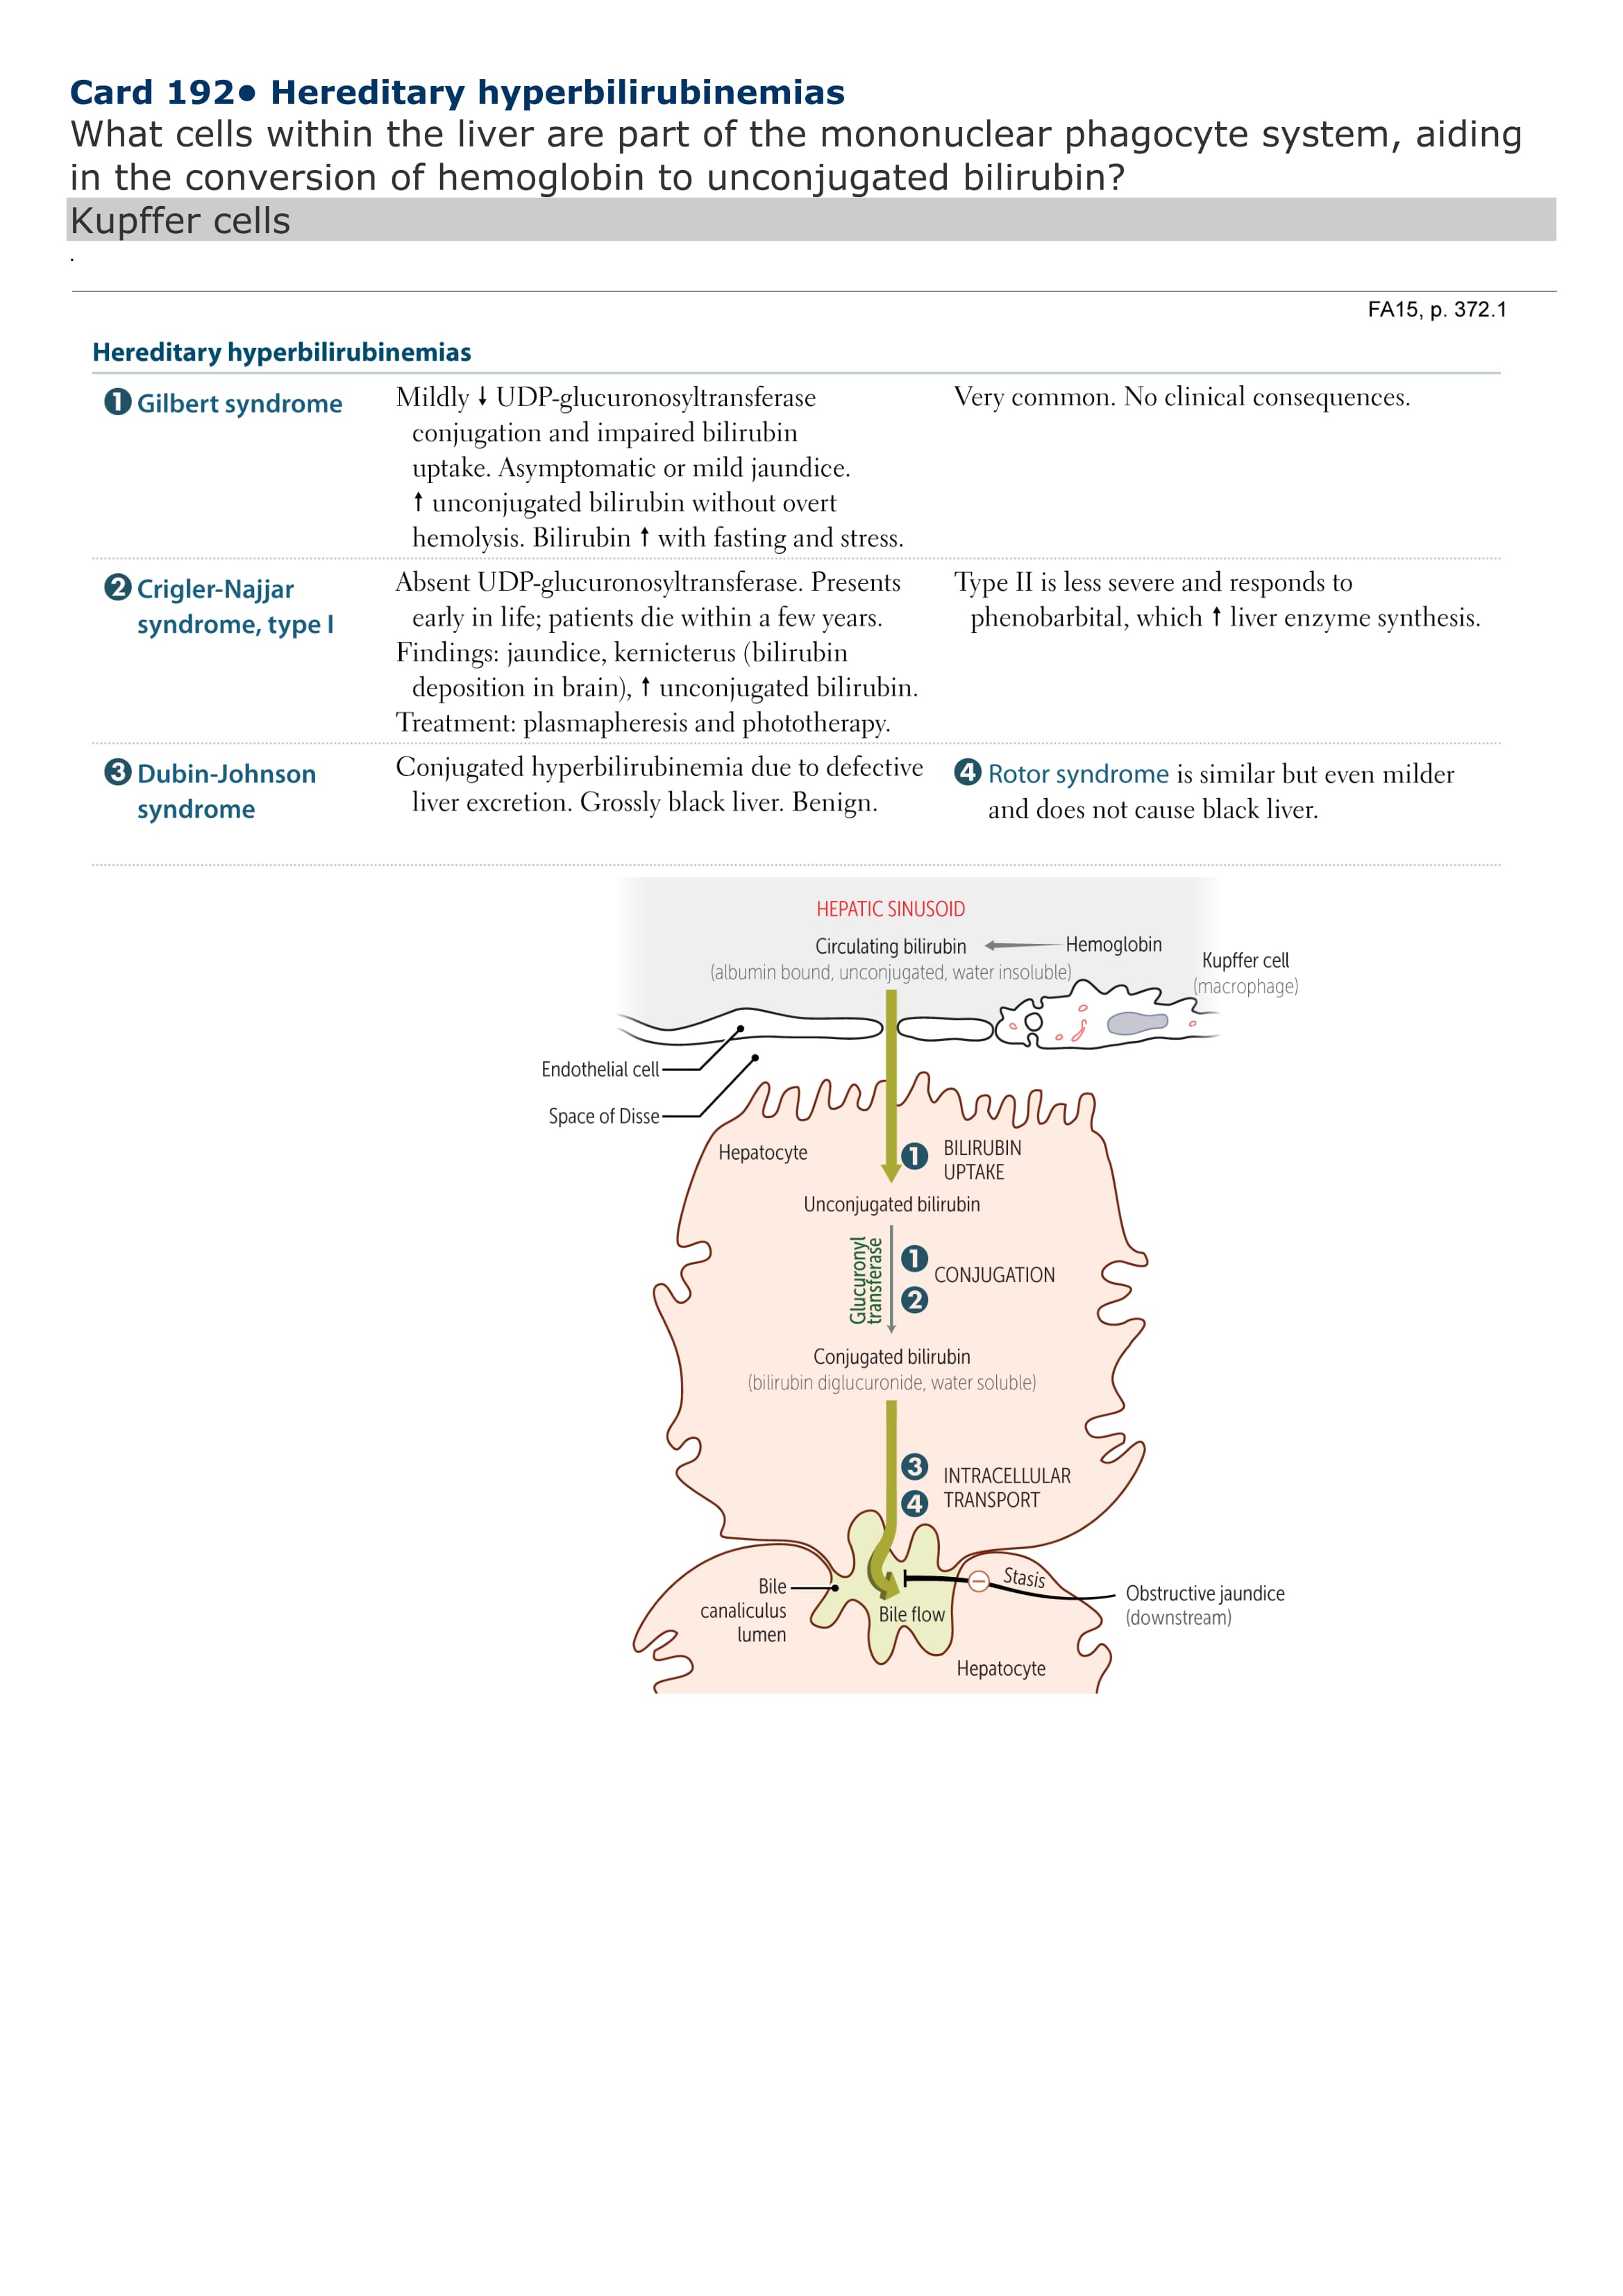 Card 192● Hereditary hyperbilirubinemias
What cells within the liver are part of the mononuclear phagocyte system, aiding
in the conversion of hemoglobin to unconjugated bilirubin?
Kupffer cells
.
FA15, p. 372.1
Hereditary hyperbilirubinemias
❶ Gilbert syndrome
Mildly ↓ UDP-glucuronosyltransferase
conjugation and impaired bilirubin
uptake. Asymptomatic or mild jaundice.
↑ unconjugated bilirubin without overt
hemolysis. Bilirubin ↑ with fasting and stress.
Very common. No clinical consequences.
❷ Crigler-Najjar
syndrome, type I
Absent UDP-glucuronosyltransferase. Presents
early in life; patients die within a few years.
Findings: jaundice, kernicterus (bilirubin
deposition in brain), ↑ unconjugated bilirubin.
Treatment: plasmapheresis and phototherapy.
Type II is less severe and responds to
phenobarbital, which ↑ liver enzyme synthesis.
❸ Dubin-Johnson
syndrome
Conjugated hyperbilirubinemia due to defective
liver excretion. Grossly black liver. Benign.
❹ Rotor syndrome is similar but even milder
and does not cause black liver.
HEPATIC SINUSOID
Circulating bilirubin
Hemoglobin
(albumin bound, unconjugated, water insoluble)
Kupffer cell
(macrophage)
Endothelial cell
Space of Disse
Hepatocyte
❶ BILIRUBIN
UPTAKE
Unconjugated bilirubin
Glucuronyl
transferase
❶
❷
CONJUGATION
Conjugated bilirubin
(bilirubin diglucuronide, water soluble)
❸
❹
INTRACELLULAR
TRANSPORT
Bile
canaliculus
lumen
Bile flow
Stasis
Obstructive jaundice
(downstream)
Hepatocyte